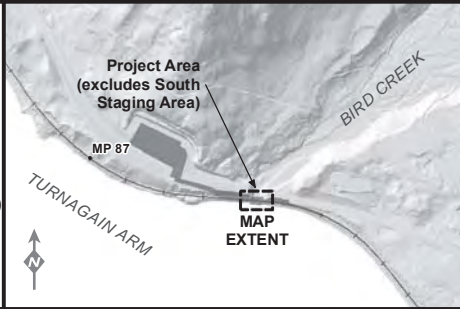 Project Area
(excludes South
Staging Area)
BIRD CREEK
MP 87
TURNAGAIN ARM
MAP
EXTENT
N